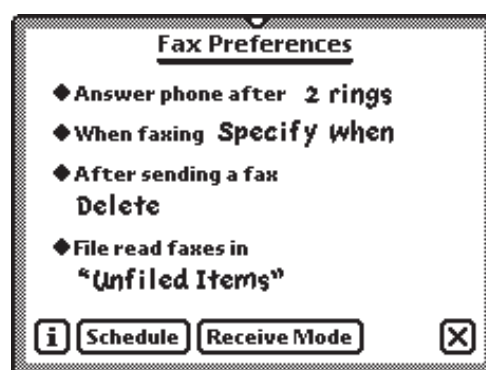 Fax Preferences
◆Answer phone after 2 rings
◆When faxing Specify when
◆After sending a fax
Delete
◆File read faxes in
"Unfiled Items"
i Schedule Receive Mode X